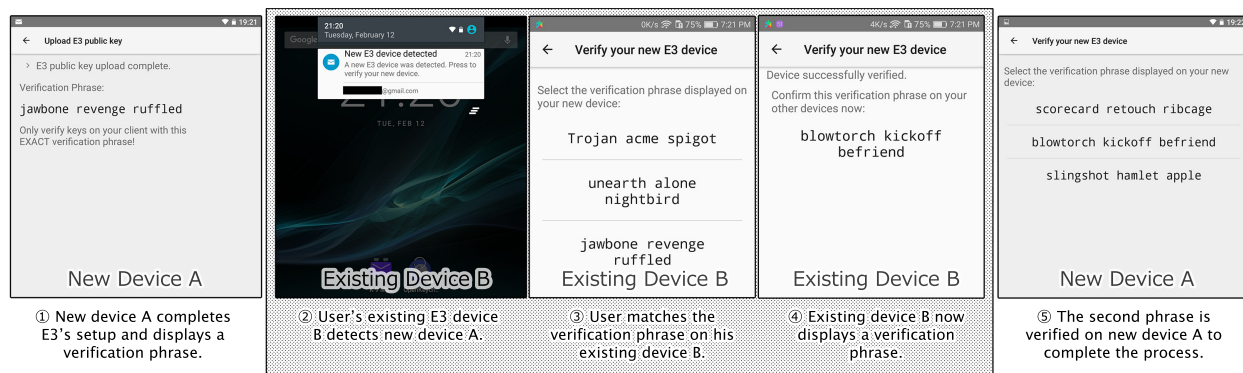 19:21
Upload E3 public key
> E3 public key upload complete.
Verification Phrase:
jawbone revenge ruffled
Only verify keys on your client with this
EXACT verification phrase!
New Device A
① New device A completes
E3's setup and displays a
verification phrase.
Google
21:20
Tuesday, February 12
New E3 device detected 21:20
A new E3 device was detected. Press to
verify your new device.
@gmail.com
TUE, FEB 12
Existing Device B
② User's existing E3 device
B detects new device A.
0K/s 75% 7:21 PM
Verify your new E3 device
Select the verification phrase displayed on
your new device:
Trojan acme spigot
unearth alone
nightbird
jawbone revenge
ruffled
Existing Device B
③ User matches the
verification phrase on his
existing device B.
4K/s 75% 7:21 PM
Verify your new E3 device
Device successfully verified.
Confirm this verification phrase on your
other devices now:
blowtorch kickoff
befriend
Existing Device B
④ Existing device B now
displays a verification
phrase.
19:22
Verify your new E3 device
Select the verification phrase displayed on your new
device:
scorecard retouch ribcage
blowtorch kickoff befriend
slingshot hamlet apple
New Device A
⑤ The second phrase is
verified on new device A to
complete the process.